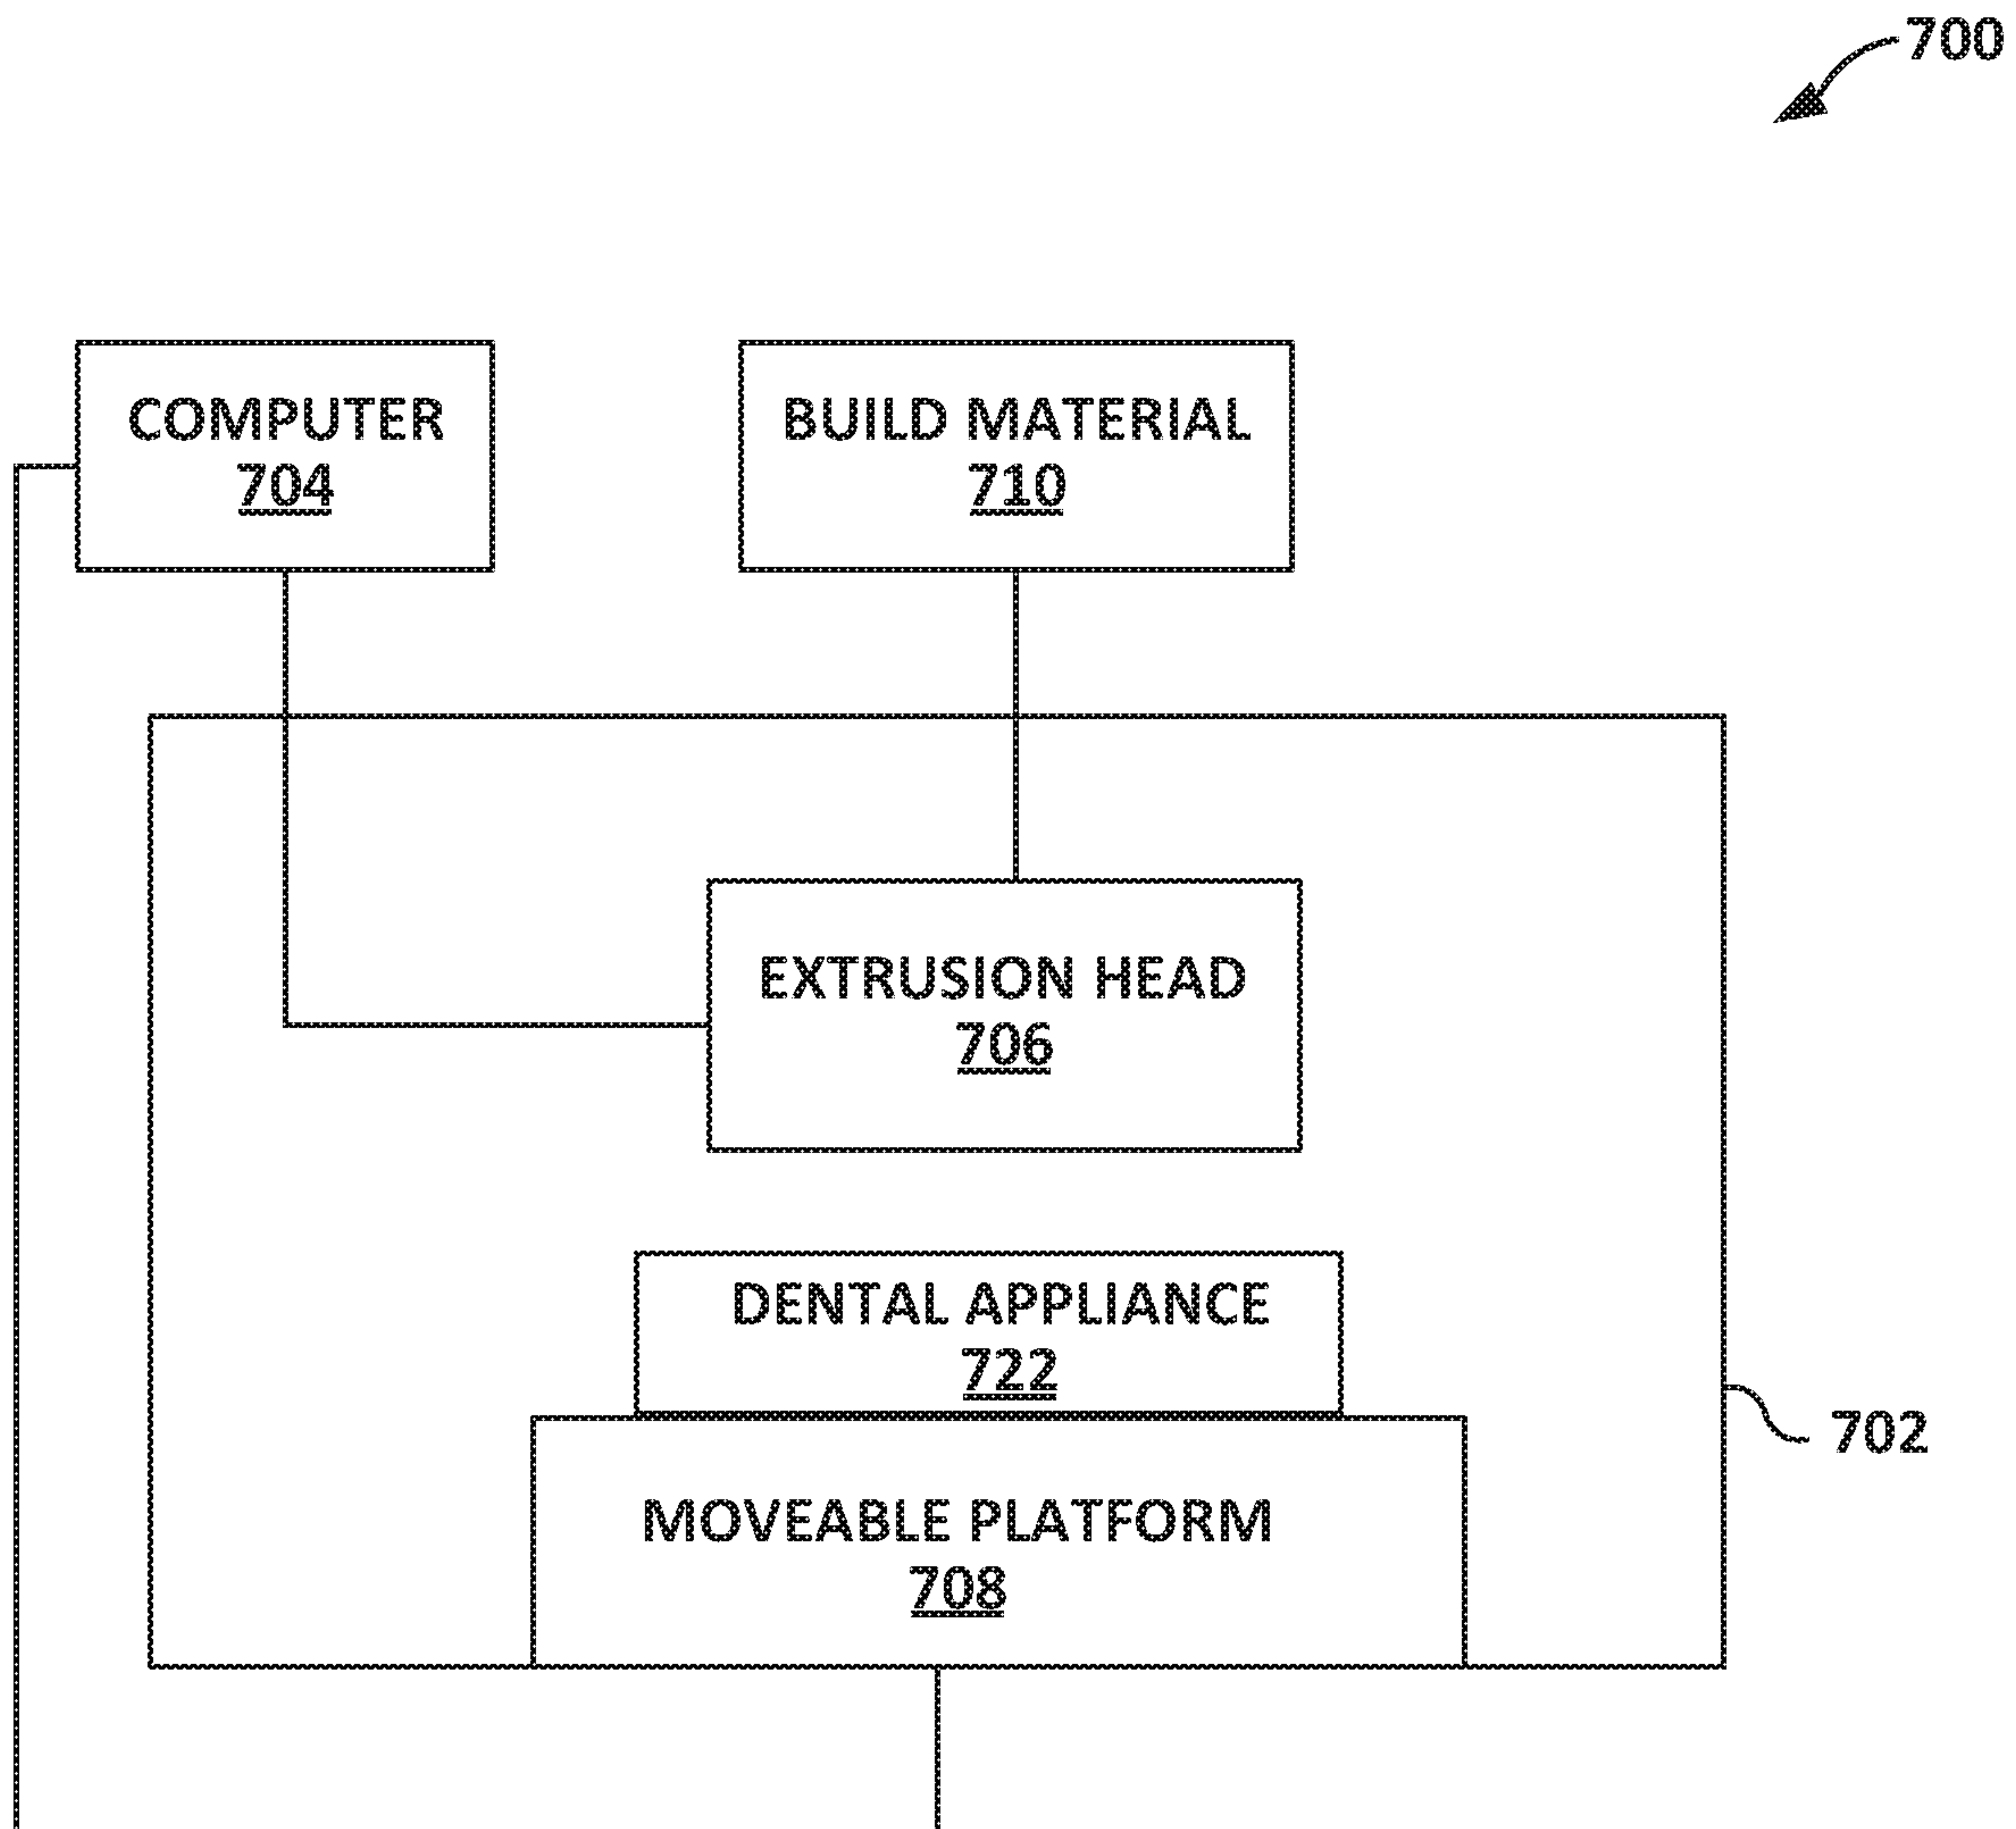 700
COMPUTER
704
BUILD MATERIAL
710
EXTRUSION HEAD
706
DENTAL APPLIANCE
722
702
MOVEABLE PLATFORM
708